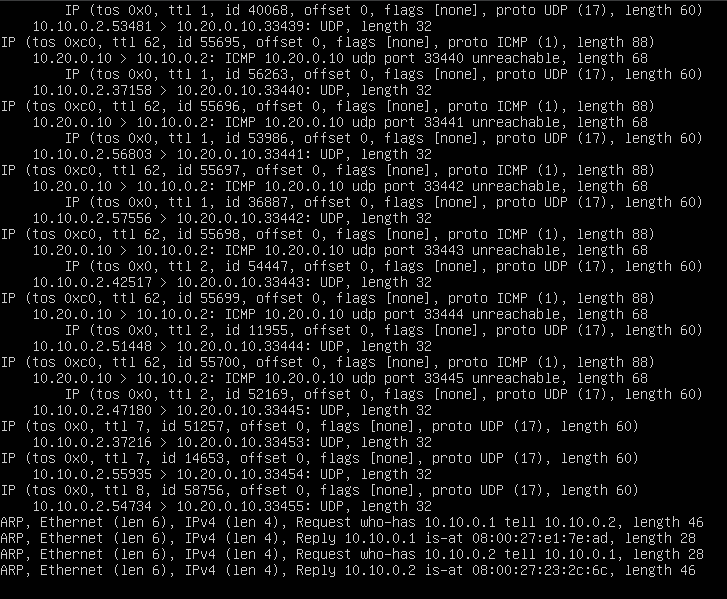 IP (tos 0x0, ttl 1, id 40068, offset 0, flags [none], proto UDP (17), length 60)
10.10.0.2.53481 > 10.20.0.10.33439: UDP, length 32
IP (tos 0xc0, ttl 62, id 55695, offset 0, flags [none], proto ICMP (1), length 88)
10.20.0.10 > 10.10.0.2: ICMP 10.20.0.10 udp port 33440 unreachable, length 68
IP (tos 0x0, ttl 1, id 56263, offset 0, flags [none], proto UDP (17), length 60)
10.10.0.2.37158 > 10.20.0.10.33440: UDP, length 32
IP (tos 0xc0, ttl 62, id 55696, offset 0, flags [none], proto ICMP (1), length 88)
10.20.0.10 > 10.10.0.2: ICMP 10.20.0.10 udp port 33441 unreachable, length 68
IP (tos 0x0, ttl 1, id 53986, offset 0, flags [none], proto UDP (17), length 60)
10.10.0.2.56803 > 10.20.0.10.33441: UDP, length 32
IP (tos 0xc0, ttl 62, id 55697, offset 0, flags [none], proto ICMP (1), length 88)
10.20.0.10 > 10.10.0.2: ICMP 10.20.0.10 udp port 33442 unreachable, length 68
IP (tos 0x0, ttl 1, id 36887, offset 0, flags [none], proto UDP (17), length 60)
10.10.0.2.57556 > 10.20.0.10.33442: UDP, length 32
IP (tos 0xc0, ttl 62, id 55698, offset 0, flags [none], proto ICMP (1), length 88)
10.20.0.10 > 10.10.0.2: ICMP 10.20.0.10 udp port 33443 unreachable, length 68
IP (tos 0x0, ttl 2, id 54447, offset 0, flags [none], proto UDP (17), length 60)
10.10.0.2.42517 > 10.20.0.10.33443: UDP, length 32
IP (tos 0xc0, ttl 62, id 55699, offset 0, flags [none], proto ICMP (1), length 88)
10.20.0.10 > 10.10.0.2: ICMP 10.20.0.10 udp port 33444 unreachable, length 68
IP (tos 0x0, ttl 2, id 11955, offset 0, flags [none], proto UDP (17), length 60)
10.10.0.2.51448 > 10.20.0.10.33444: UDP, length 32
IP (tos 0xc0, ttl 62, id 55700, offset 0, flags [none], proto ICMP (1), length 88)
10.20.0.10 > 10.10.0.2: ICMP 10.20.0.10 udp port 33445 unreachable, length 68
IP (tos 0x0, ttl 2, id 52169, offset 0, flags [none], proto UDP (17), length 60)
10.10.0.2.47180 > 10.20.0.10.33445: UDP, length 32
IP (tos 0x0, ttl 7, id 51257, offset 0, flags [none], proto UDP (17), length 60)
10.10.0.2.37216 > 10.20.0.10.33453: UDP, length 32
IP (tos 0x0, ttl 7, id 14653, offset 0, flags [none], proto UDP (17), length 60)
10.10.0.2.55935 > 10.20.0.10.33454: UDP, length 32
IP (tos 0x0, ttl 8, id 58756, offset 0, flags [none], proto UDP (17), length 60)
10.10.0.2.54734 > 10.20.0.10.33455: UDP, length 32
ARP, Ethernet (len 6), IPv4 (len 4), Request who-has 10.10.0.1 tell 10.10.0.2, length 46
ARP, Ethernet (len 6), IPv4 (len 4), Reply 10.10.0.1 is-at 08:00:27:e1:7e:ad, length 28
ARP, Ethernet (len 6), IPv4 (len 4), Request who-has 10.10.0.2 tell 10.10.0.1, length 28
ARP, Ethernet (len 6), IPv4 (len 4), Reply 10.10.0.2 is-at 08:00:27:23:2c:6c, length 46